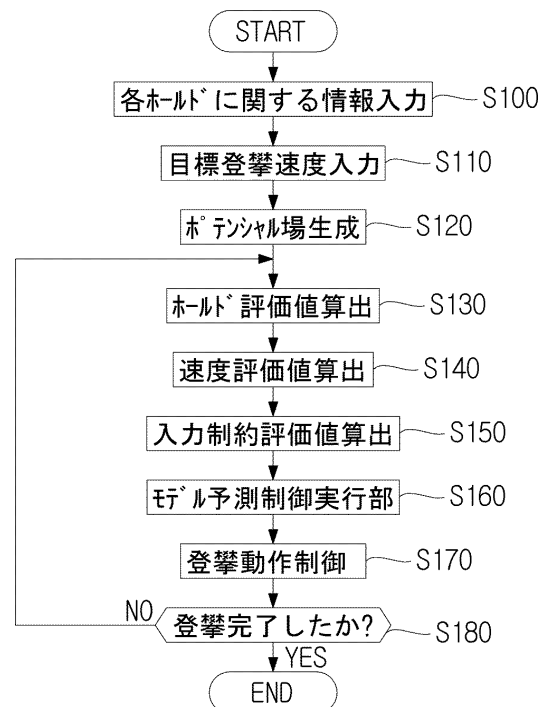 START
各ﾎｰﾙﾄﾞに関する情報入力 S100
目標登攀速度入力 S110
ﾎﾟﾃﾝｼｬﾙ場生成 S120
ﾎｰﾙﾄﾞ評価値算出 S130
速度評価値算出 S140
入力制約評価値算出 S150
ﾓﾃﾞﾙ予測制御実行部 S160
登攀動作制御 S170
NO
登攀完了したか? S180
YES
END